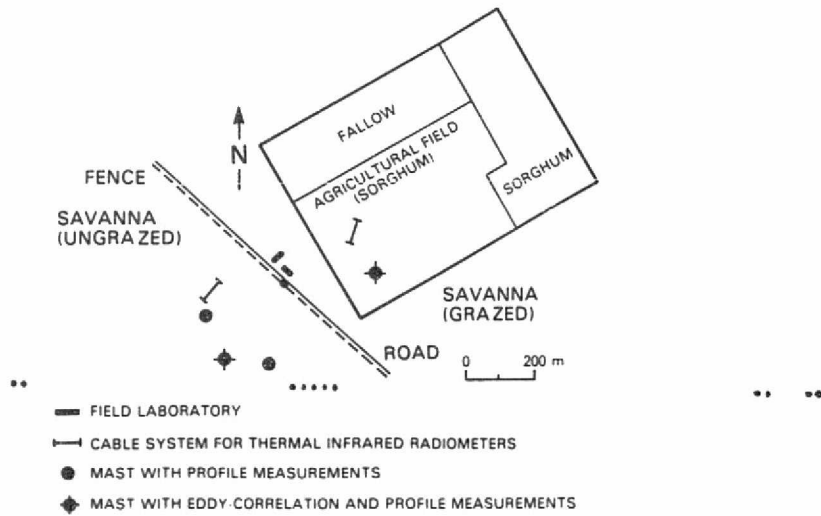 N
FALLOW
AGRICULTURAL FIELD
(SORGHUM)
SORGHUM
FENCE
SAVANNA
(UNGRAZED)
SAVANNA
(GRAZED)
ROAD
0 200 m
FIELD LABORATORY
CABLE SYSTEM FOR THERMAL INFRARED RADIOMETERS
MAST WITH PROFILE MEASUREMENTS
MAST WITH EDDY-CORRELATION AND PROFILE MEASUREMENTS